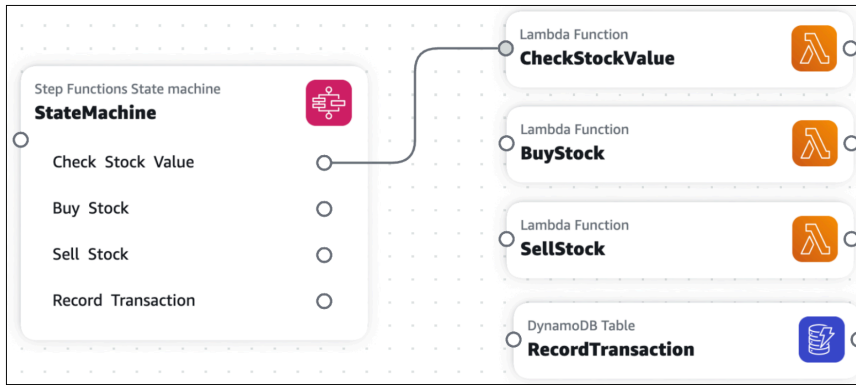 Step Functions State machine
StateMachine
Check Stock Value
Buy Stock
Sell Stock
Record Transaction
Lambda Function
CheckStockValue
Lambda Function
BuyStock
Lambda Function
SellStock
DynamoDB Table
RecordTransaction